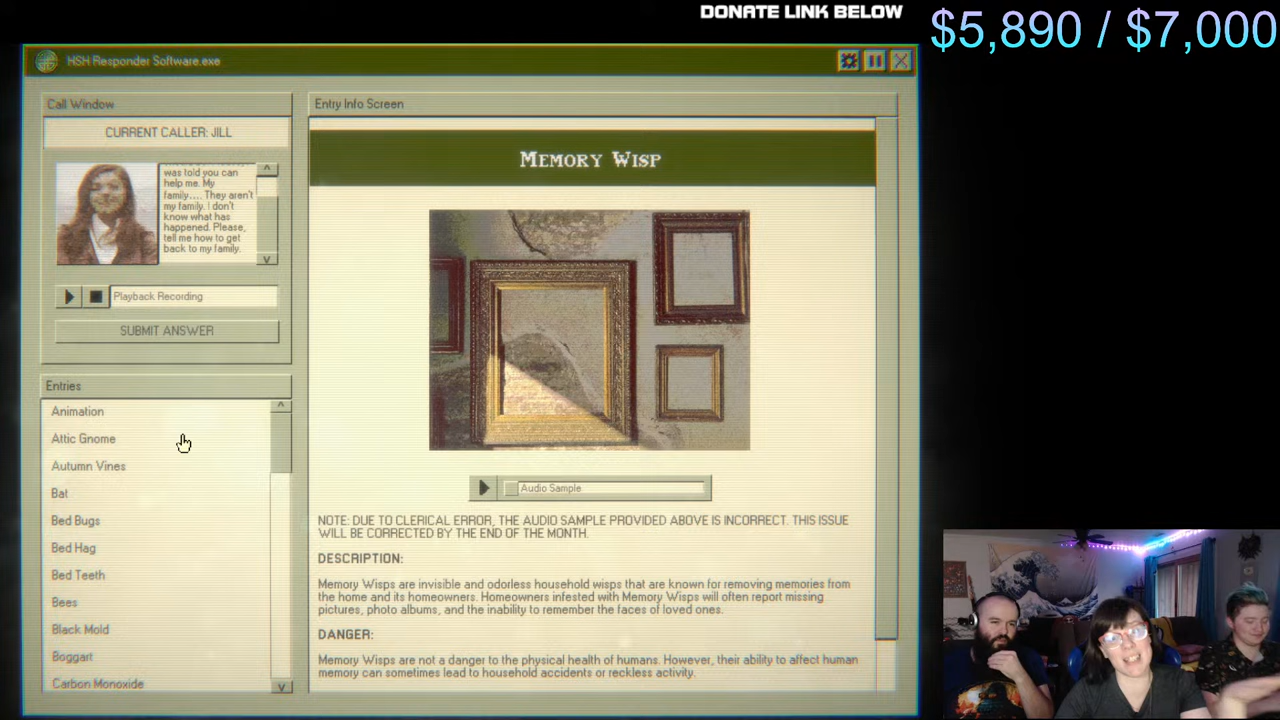 DONATE LINK BELOW
$5,890 / $7,000
HSH Responder Software.exe
Call Window
CURRENT CALLER: JILL
was told you can
help me. My
family.... They aren't
my family. I don't
know what has
happened. Please,
tell me how to get
back to my family.
Playback Recording
SUBMIT ANSWER
Entries
Animation
Attic Gnome
Autumn Vines
Bat
Bed Bugs
Bed Hag
Bed Teeth
Bees
Black Mold
Boggart
Carbon Monoxide
Entry Info Screen
MEMORY WISP
Audio Sample
NOTE: DUE TO CLERICAL ERROR, THE AUDIO SAMPLE PROVIDED ABOVE IS INCORRECT. THIS ISSUE
WILL BE CORRECTED BY THE END OF THE MONTH.
DESCRIPTION:
Memory Wisps are invisible and odorless household wisps that are known for removing memories from
the home and its homeowners. Homeowners infested with Memory Wisps will often report missing
pictures, photo albums, and the inability to remember the faces of loved ones.
DANGER:
Memory Wisps are not a danger to the physical health of humans. However, their ability to affect human
memory can sometimes lead to household accidents or reckless activity.